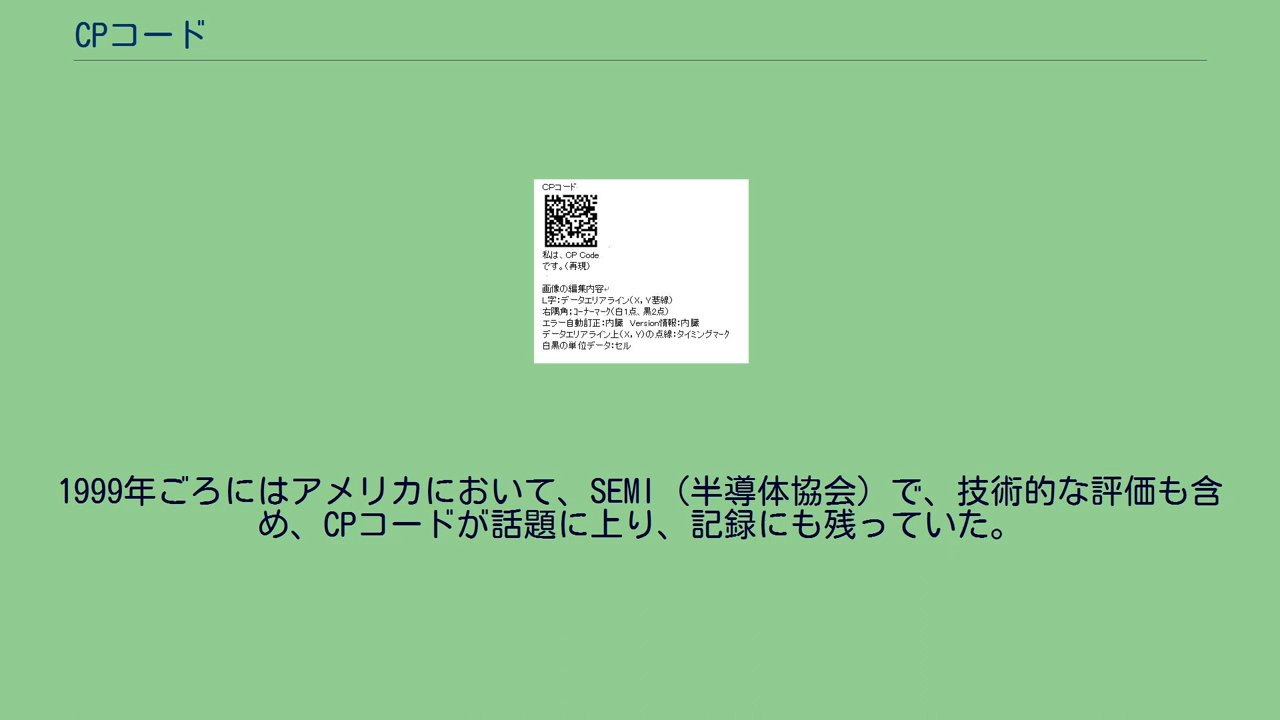 CPコード
CPコード
私は、CP Code
です。（再現）
画像の編集内容↵
L字：データエリアライン（X，Y基線）
右隅角；コーナーマーク（白1点、黒2点）
エラー自動訂正：内臓　Version情報：内臓
データエリアライン上（X，Y）の点線：タイミングマーク
白黒の単位データ：セル
1999年ごろにはアメリカにおいて、SEMI（半導体協会）で、技術的な評価も含
め、CPコードが話題に上り、記録にも残っていた。